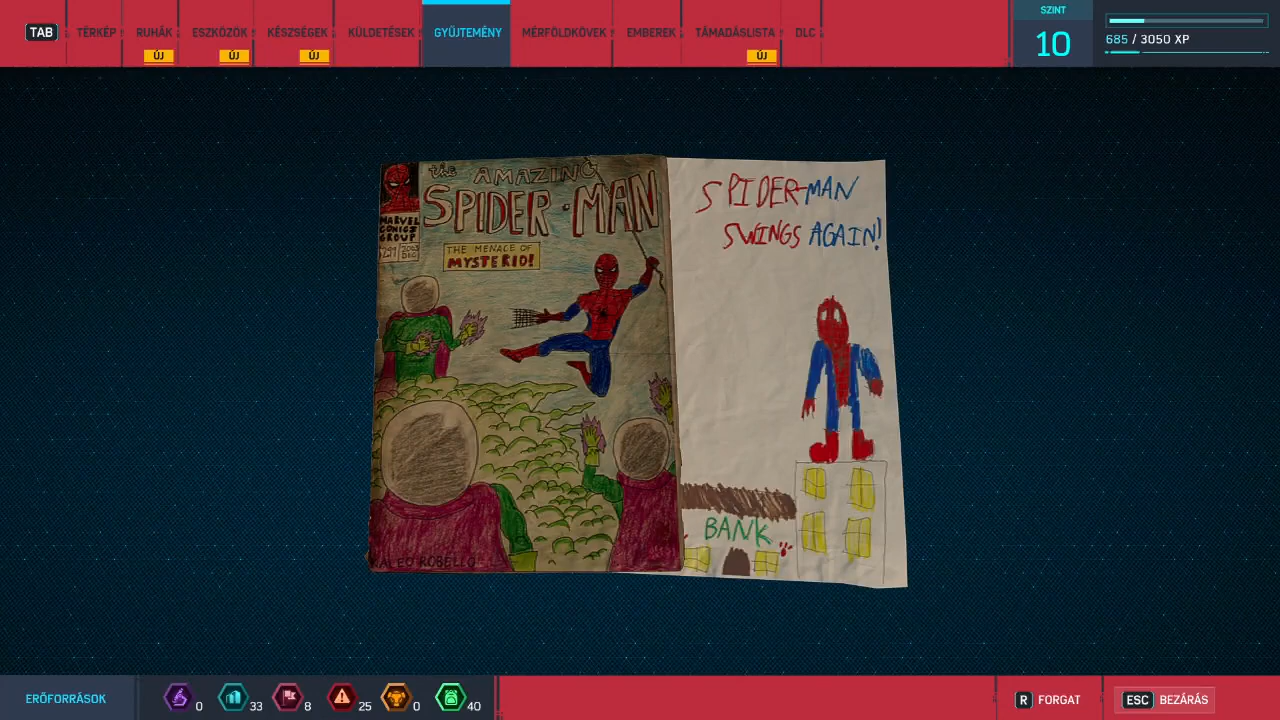 TAB TÉRKÉP RUHÁK ESZKÖZÖK KÉSZSÉGEK KÜLDETÉSEK GYŰJTEMÉNY MÉRFÖLDKÖVEK EMBEREK TÁMADÁSLISTA DLC
ÚJ ÚJ ÚJ ÚJ
SZINT
10
685 / 3050 XP
the AMAZING
SPIDER-MAN
MARVEL
COMICS
GROUP
THE MENACE OF
MYSTERIO!
SPIDER-MAN
SWINGS AGAIN!
BANK
ERŐFORRÁSOK 0 33 8 25 0 40
R FORGAT ESC BEZÁRÁS